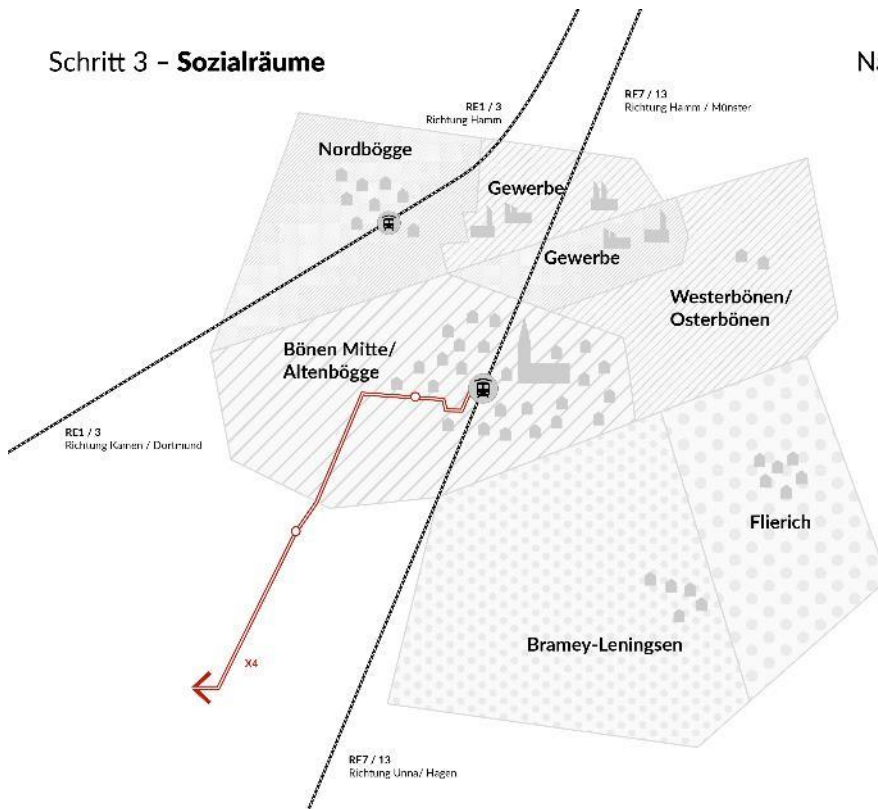 Schritt 3 – Sozialräume
RE1 / 3
Richtung Hamm
RE7 / 13
Richtung Hamm / Münster
Nordbögge
Gewerbe
Gewerbe
Westerbönen/
Osterbönen
Bönen Mitte/
Altenbögge
RE1 / 3
Richtung Kamen / Dortmund
Flierich
Bramey-Leningsen
X4
RE7 / 13
Richtung Unna/ Hagen